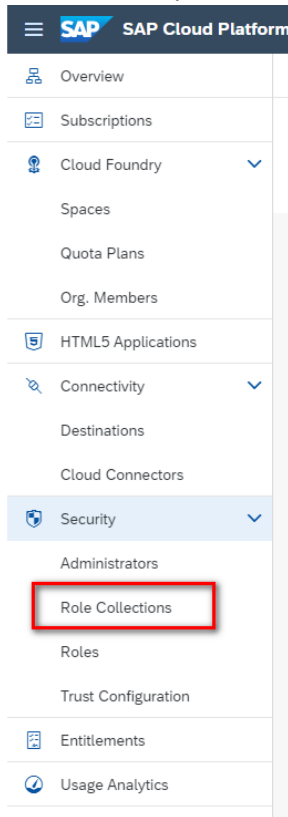 SAP SAP Cloud Platform
Overview
Subscriptions
Cloud Foundry
Spaces
Quota Plans
Org. Members
5 HTML5 Applications
Connectivity
Destinations
Cloud Connectors
Security
Administrators
Role Collections
Roles
Trust Configuration
Entitlements
Usage Analytics